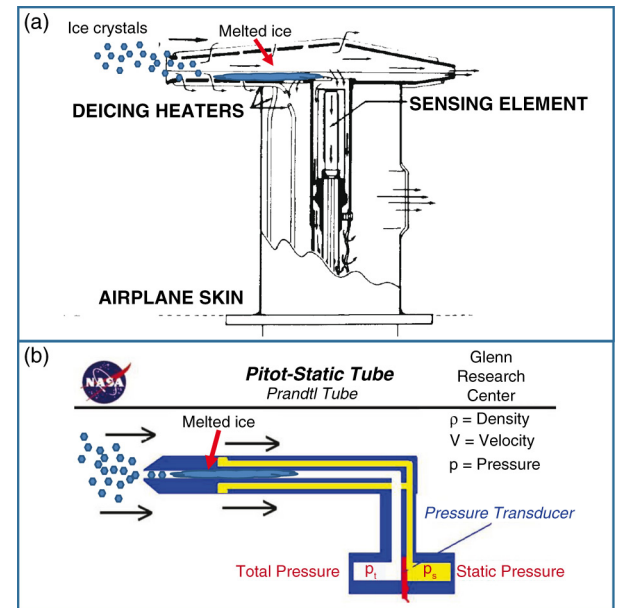 (a)
Ice crystals
Melted ice
DEICING HEATERS
SENSING ELEMENT
AIRPLANE SKIN
(b)
NASA
Pitot-Static Tube
Prandtl Tube
Glenn
Research
Center
ρ = Density
V = Velocity
p = Pressure
Melted ice
Pressure Transducer
Total Pressure
pt
ps
Static Pressure